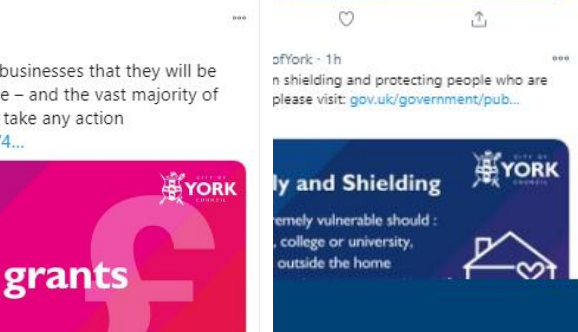 businesses that they will be
e – and the vast majority of
take any action
/4...
CITY OF
YORK
COUNCIL
£
grants
ofYork · 1h
n shielding and protecting people who are
please visit: gov.uk/government/pub...
CITY OF
YORK
COUNCIL
ly and Shielding
remely vulnerable should :
, college or university,
outside the home